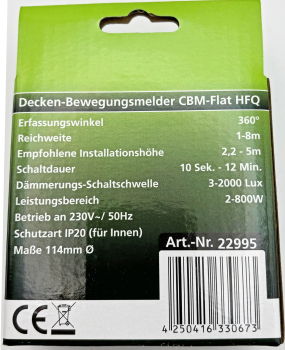 Decken-Bewegungsmelder CBM-Flat HFQ
Erfassungswinkel 360°
Reichweite 1-8m
Empfohlene Installationshöhe 2,2 - 5m
Schaltdauer 10 Sek. - 12 Min.
Dämmerungs-Schaltschwelle 3-2000 Lux
Leistungsbereich 2-800W
Betrieb an 230V~/ 50Hz
Schutzart IP20 (für Innen)
Maße 114mm Ø
Art.-Nr. 22995
CE
4 250416 330673